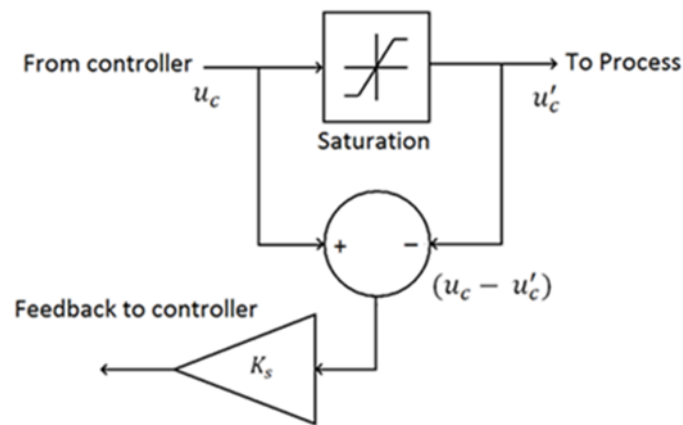 From controller
To Process
u_c
u'_c
Saturation
+
−
(u_c − u'_c)
Feedback to controller
K_s